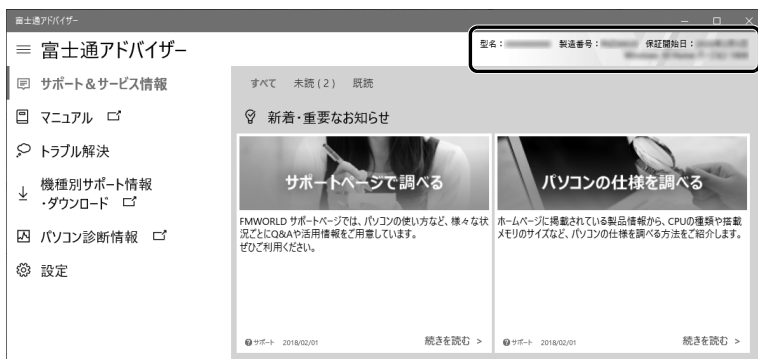 富士通アドバイザー
富士通アドバイザー
型名： 製造番号： 保証開始日：
サポート＆サービス情報
マニュアル
トラブル解決
機種別サポート情報
・ダウンロード
パソコン診断情報
設定
すべて 未読(2) 既読
新着・重要なお知らせ
サポートページで調べる
FMWORLD サポートページでは、パソコンの使い方など、様々な状
況ごとにQ&Aや活用情報をご用意しています。
ぜひご利用ください。
サポート 2018/02/01 続きを読む >
パソコンの仕様を調べる
ホームページに掲載されている製品情報から、CPUの種類や搭載
メモリのサイズなど、パソコンの仕様を調べる方法をご紹介します。
サポート 2018/02/01 続きを読む >